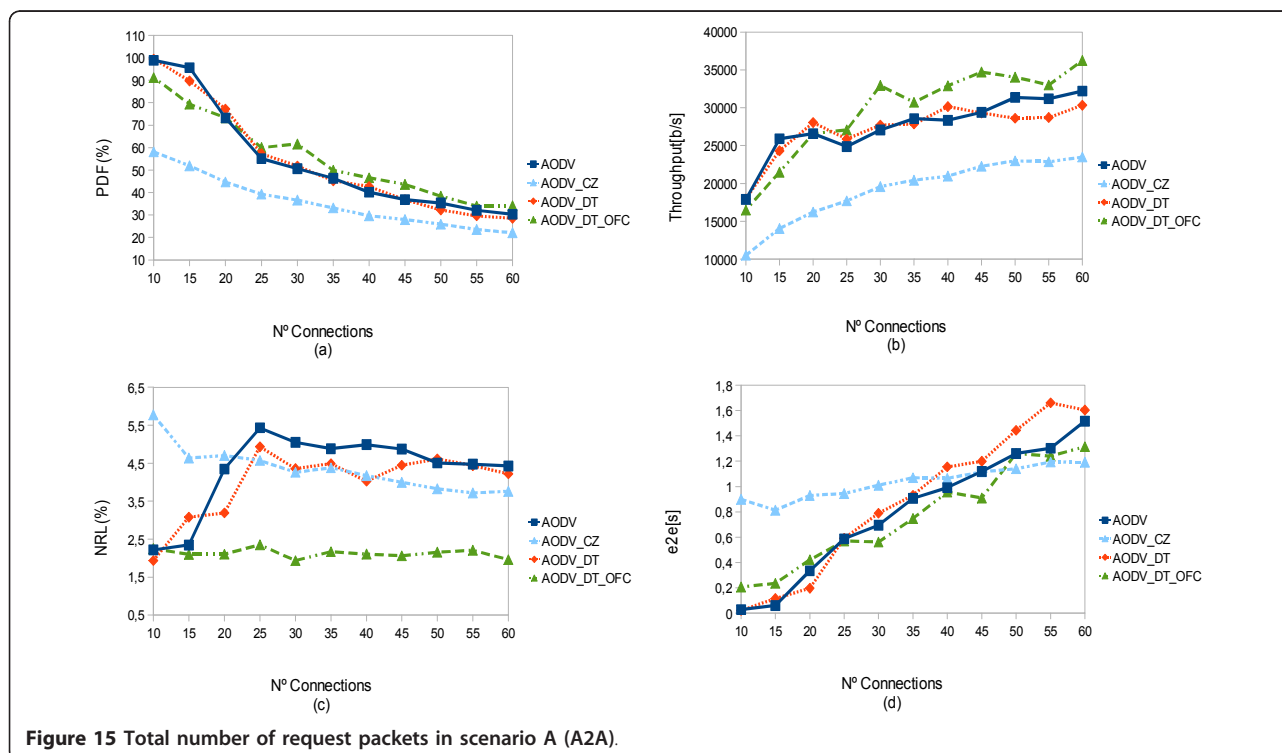 110
100
90
80
70
60
50
40
30
20
10
PDF (%)
10 15 20 25 30 35 40 45 50 55 60
AODV
AODV_CZ
AODV_DT
AODV_DT_OFC
Nº Connections
(a)
40000
35000
30000
25000
20000
15000
10000
Throughput[b/s]
10 15 20 25 30 35 40 45 50 55 60
AODV
AODV_CZ
AODV_DT
AODV_DT_OFC
Nº Connections
(b)
6,5
5,5
4,5
3,5
2,5
1,5
0,5
NRL (%)
10 15 20 25 30 35 40 45 50 55 60
AODV
AODV_CZ
AODV_DT
AODV_DT_OFC
Nº Connections
(c)
1,8
1,6
1,4
1,2
1
0,8
0,6
0,4
0,2
0
e2e[s]
10 15 20 25 30 35 40 45 50 55 60
AODV
AODV_CZ
AODV_DT
AODV_DT_OFC
Nº Connections
(d)
Figure 15 Total number of request packets in scenario A (A2A).